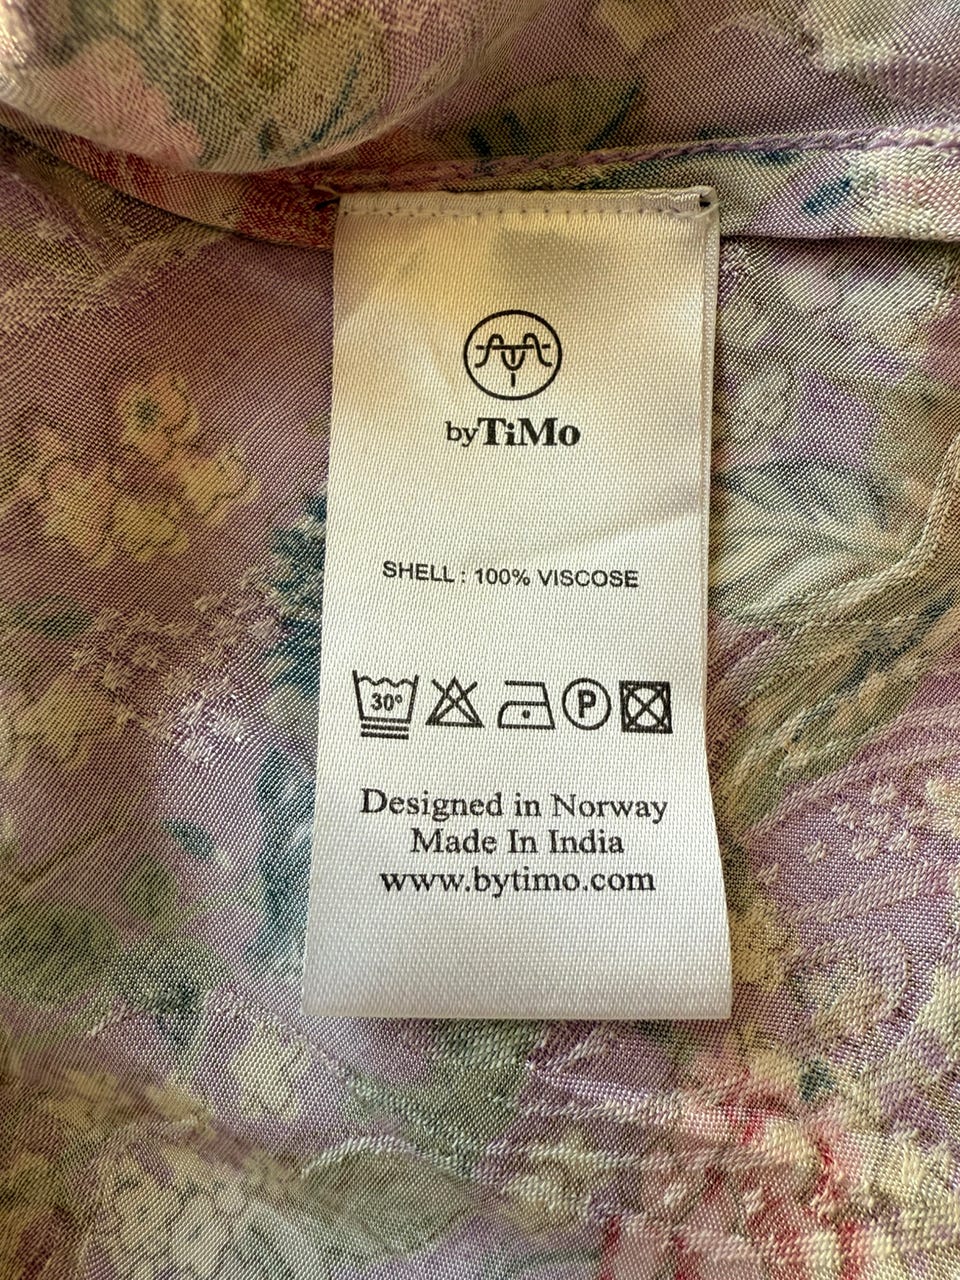 byTiMo
SHELL : 100% VISCOSE
30° P
Designed in Norway
Made In India
www.bytimo.com